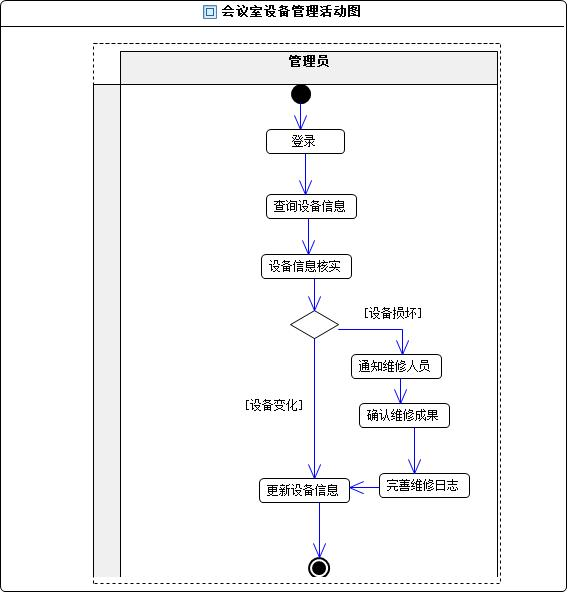 会议室设备管理活动图
管理员
登录
查询设备信息
设备信息核实
[设备损坏]
通知维修人员
[设备变化]
确认维修成果
更新设备信息
完善维修日志